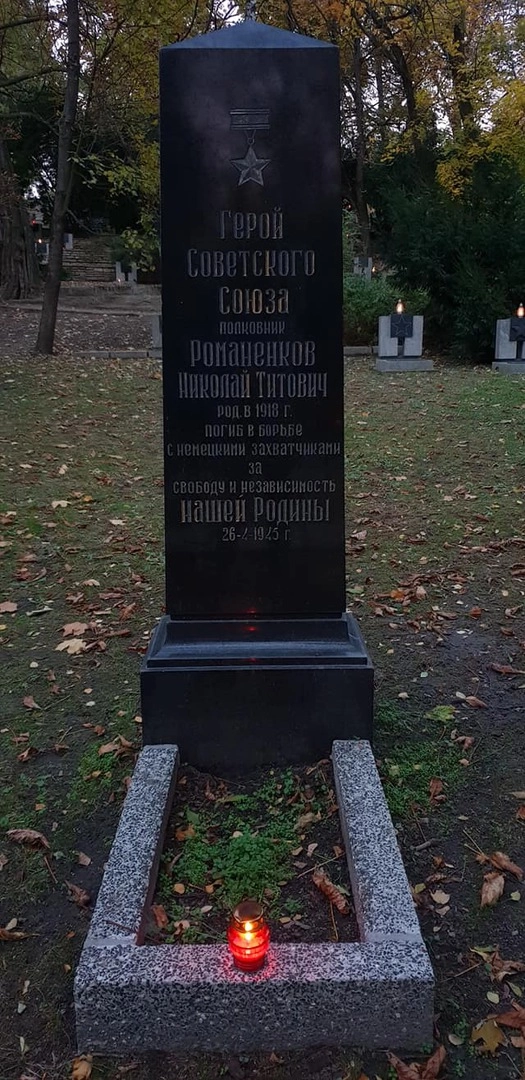 Герой
Советского
Союза
полковник
Романенков
Николай Титович
род. в 1918 г.
погиб в борьбе
с немецкими захватчиками
за
свободу и независимость
нашей Родины
26-4-1945 г